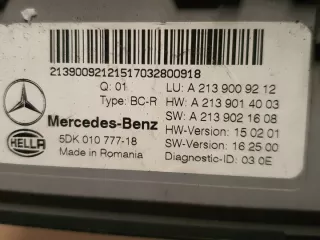 21390092121517032800918
Q: 01
LU: A 213 900 92 12
Type: BC-R
HW: A 213 901 40 03
SW: A 213 902 16 08
Mercedes-Benz
HW-Version: 15 02 01
5DK 010 777-18
SW-Version: 16 25 00
HELLA
Made in Romania
Diagnostic-ID: 03 0E